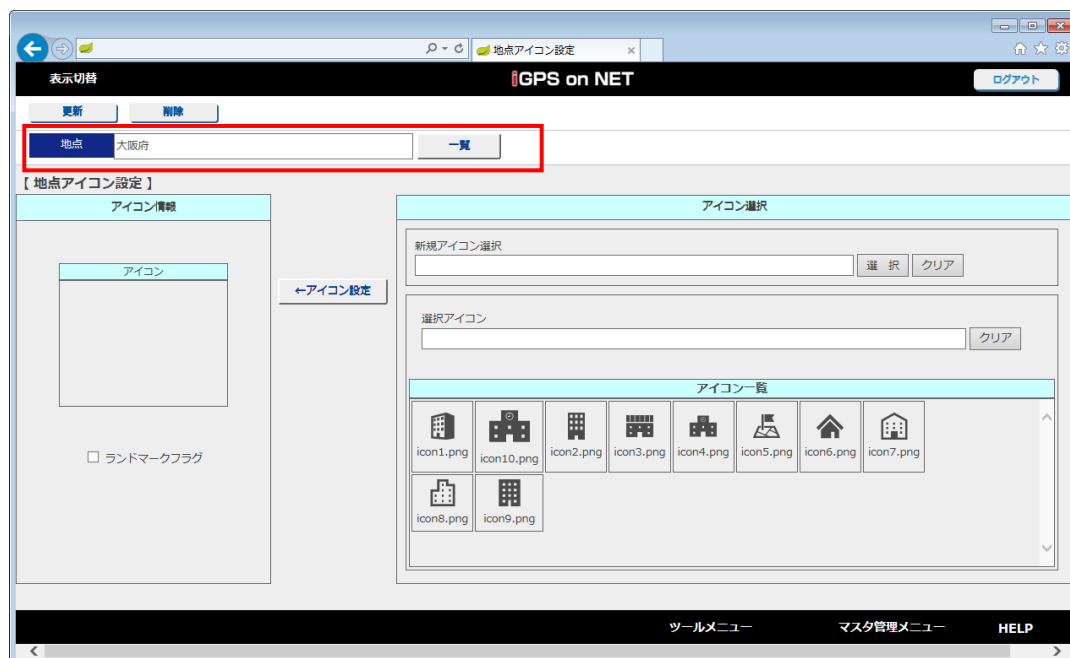 地点アイコン設定 ×
表示切替
iGPS on NET
ログアウト
更新 削除
地点 大阪府 一覧
【 地点アイコン設定 】
アイコン情報
アイコン
ランドマークフラグ
←アイコン設定
アイコン選択
新規アイコン選択
選 択 クリア
選択アイコン
クリア
アイコン一覧
icon1.png icon10.png icon2.png icon3.png icon4.png icon5.png icon6.png icon7.png
icon8.png icon9.png
ツールメニュー マスタ管理メニュー HELP